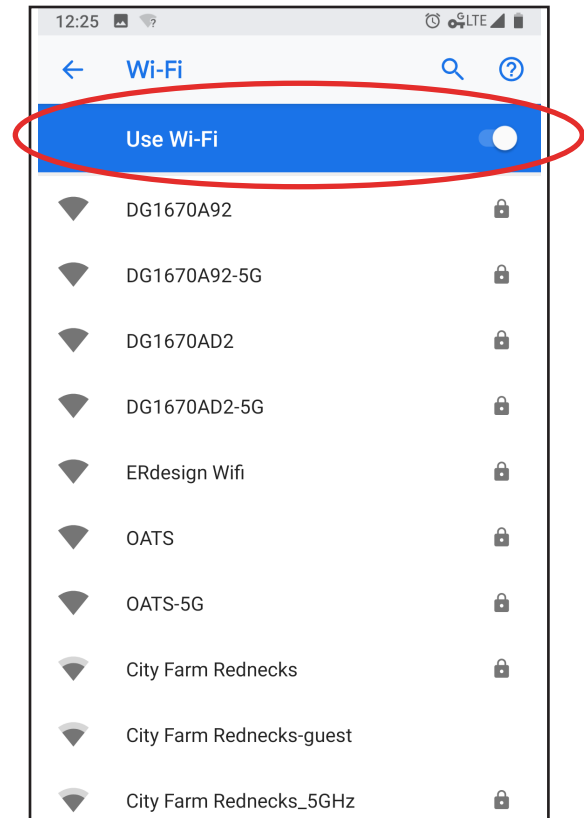 12:25 ? G LTE
Wi-Fi ?
Use Wi-Fi
DG1670A92
DG1670A92-5G
DG1670AD2
DG1670AD2-5G
ERdesign Wifi
OATS
OATS-5G
City Farm Rednecks
City Farm Rednecks-guest
City Farm Rednecks_5GHz